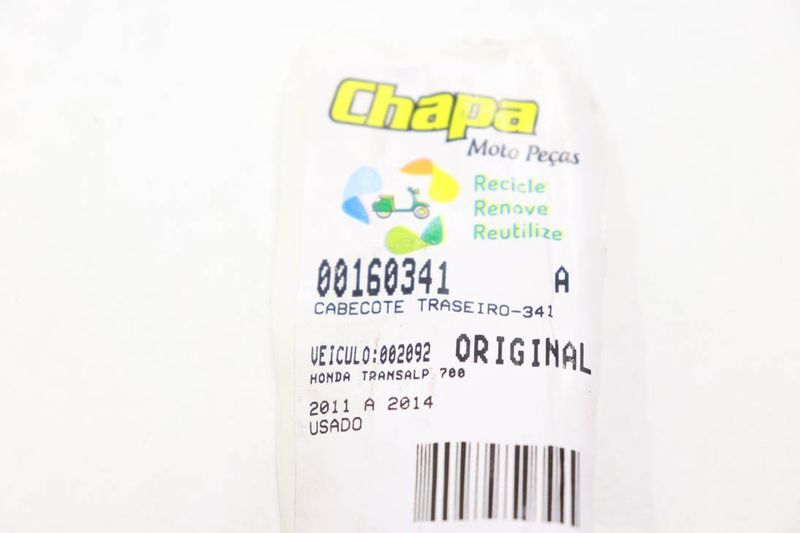 Chapa
Moto Peças
Recicle
Renove
Reutilize
00160341 A
CABECOTE TRASEIRO-341
VEICULO:002092 ORIGINAL
HONDA TRANSALP 700
2011 A 2014
USADO